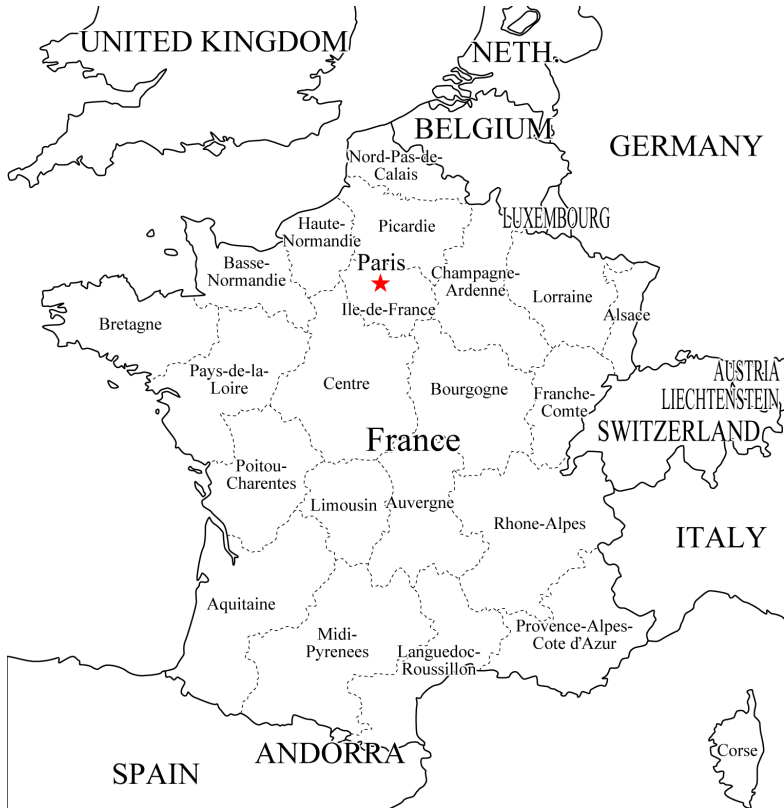 UNITED KINGDOM
NETH.
BELGIUM
GERMANY
Nord-Pas-de-
Calais
LUXEMBOURG
Haute-
Normandie
Picardie
Basse-
Normandie
Paris
Champagne-
Ardenne
Lorraine
Alsace
Ile-de-France
Bretagne
Pays-de-la-
Loire
Centre
Bourgogne
Franche-
Comte
AUSTRIA
LIECHTENSTEIN
SWITZERLAND
France
Poitou-
Charentes
Limousin
Auvergne
Rhone-Alpes
ITALY
Aquitaine
Midi-
Pyrenees
Languedoc-
Roussillon
Provence-Alpes-
Cote d'Azur
ANDORRA
SPAIN
Corse